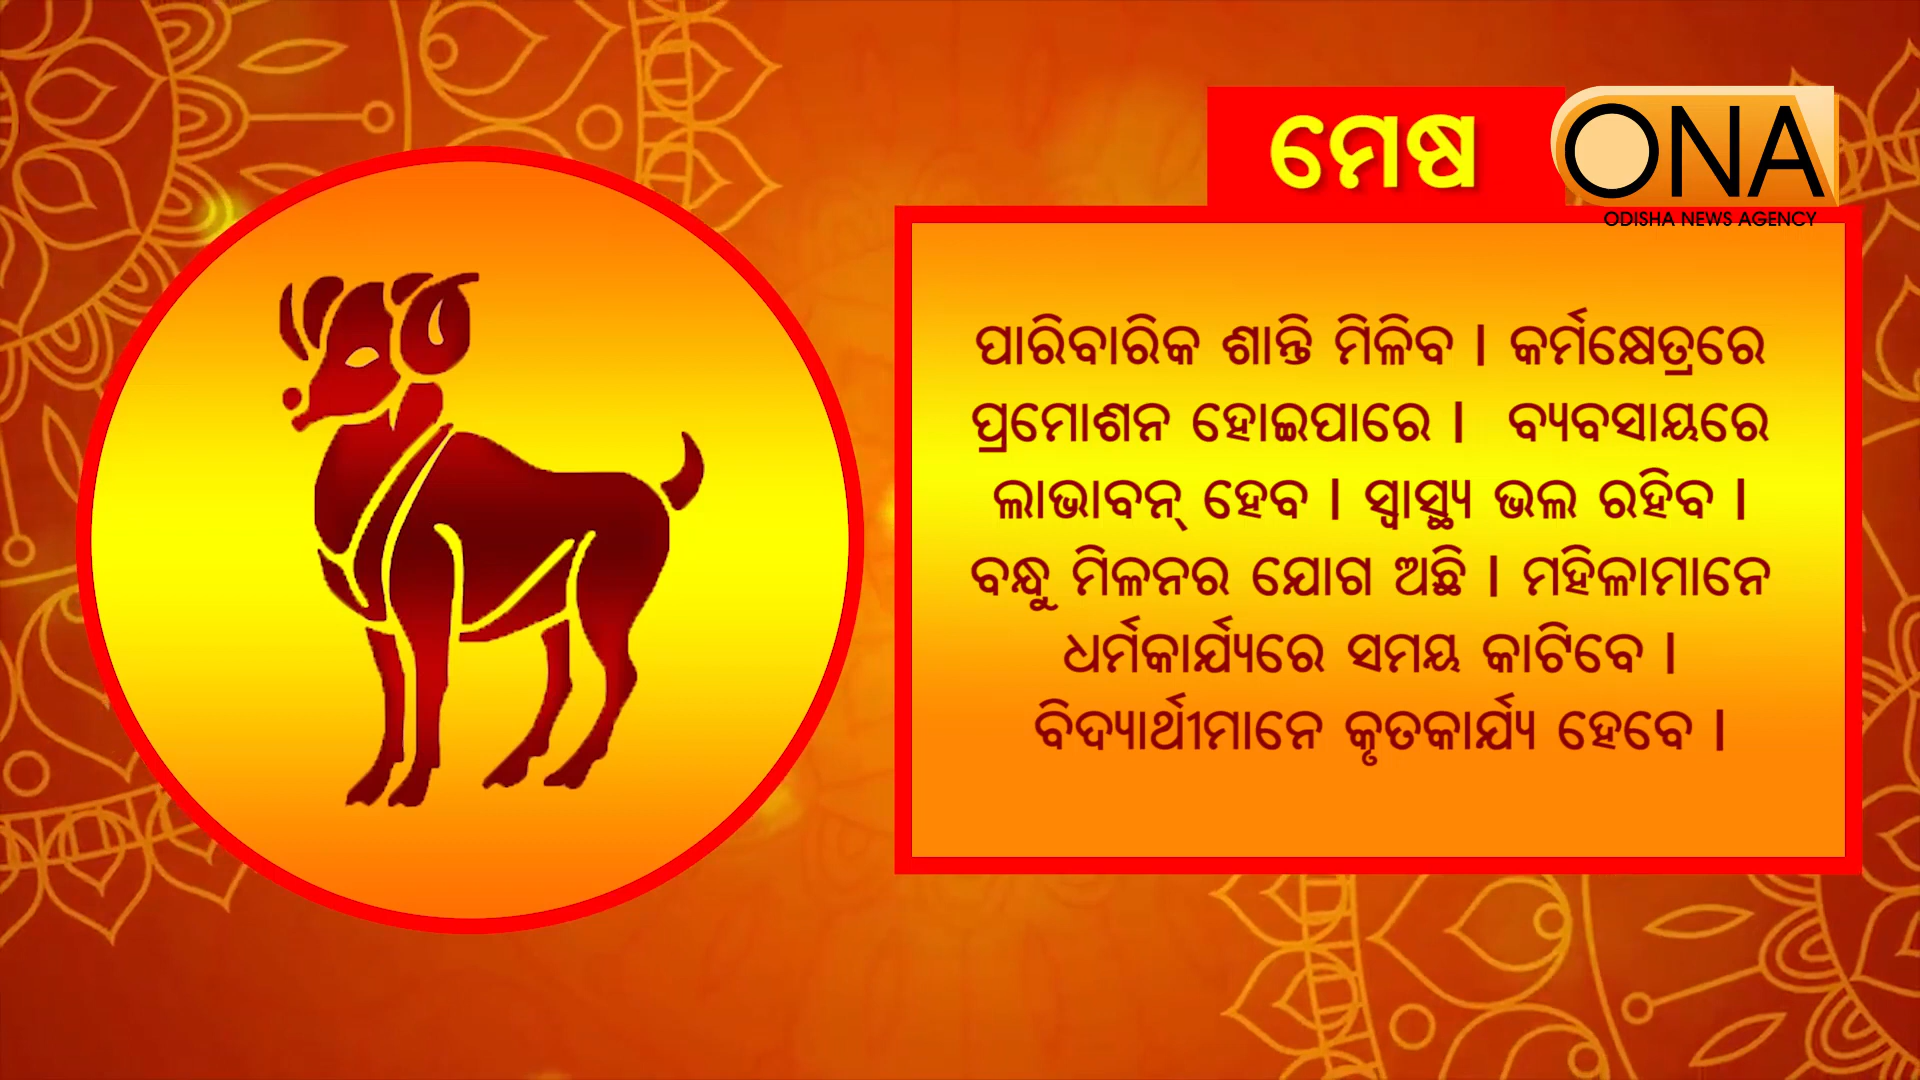 ମେଷ
ONA
ODISHA NEWS AGENCY
ପାରିବାରିକ ଶାନ୍ତି ମିଳିବ । କର୍ମକ୍ଷେତ୍ରରେ
ପ୍ରମୋଶନ ହୋଇପାରେ । ବ୍ୟବସାୟରେ
ଲାଭାବନ୍ ହେବ । ସ୍ୱାସ୍ଥ୍ୟ ଭଲ ରହିବ ।
ବନ୍ଧୁ ମିଳନର ଯୋଗ ଅଛି । ମହିଳାମାନେ
ଧର୍ମକାର୍ଯ୍ୟରେ ସମୟ କାଟିବେ ।
ବିଦ୍ୟାର୍ଥୀମାନେ କୃତକାର୍ଯ୍ୟ ହେବେ ।